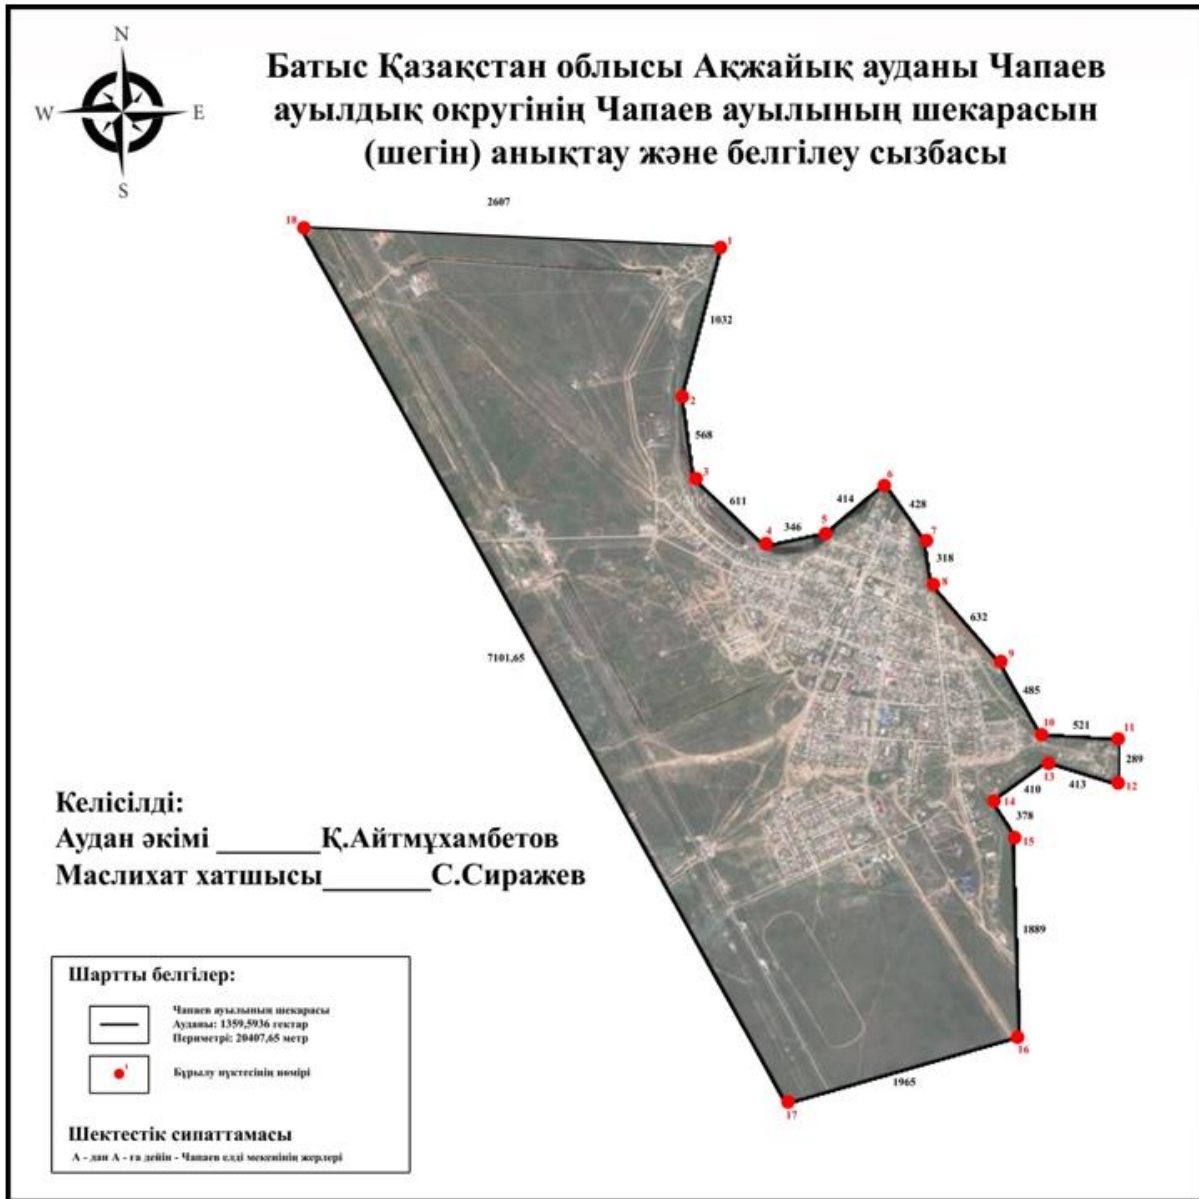 N
W
E
S
Батыс Қазақстан облысы Ақжайық ауданы Чапаев
ауылдық округінің Чапаев ауылының шекарасын
(шегін) анықтау және белгілеу сызбасы
2607
18
1
1032
2
568
3
611
4
346
5
414
6
428
7
318
8
632
9
485
10
521
11
289
12
413
13
410
14
378
15
1889
16
1965
17
7101,65
Келісілді:
Аудан әкімі _______Қ.Айтмұхамбетов
Маслихат хатшысы_______С.Сиражев
Шартты белгілер:
Чапаев ауылының шекарасы
Ауданы: 1359,5936 гектар
Периметрі: 20407,65 метр
1
Бұрылу нүктесінің нөмірі
Шектестік сипаттамасы
А - дан А - ға дейін - Чапаев елді мекенінің жерлері